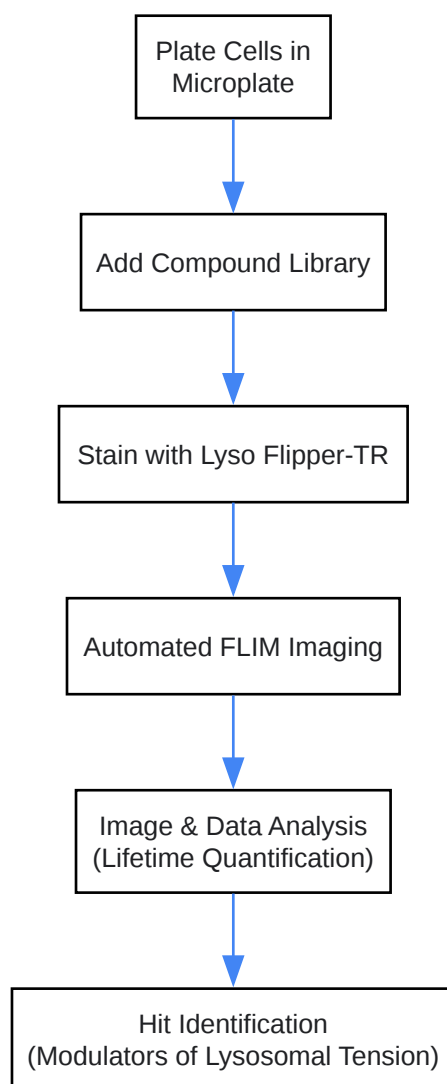 Plate Cells in
Microplate
Add Compound Library
Stain with Lyso Flipper-TR
Automated FLIM Imaging
Image & Data Analysis
(Lifetime Quantification)
Hit Identification
(Modulators of Lysosomal Tension)